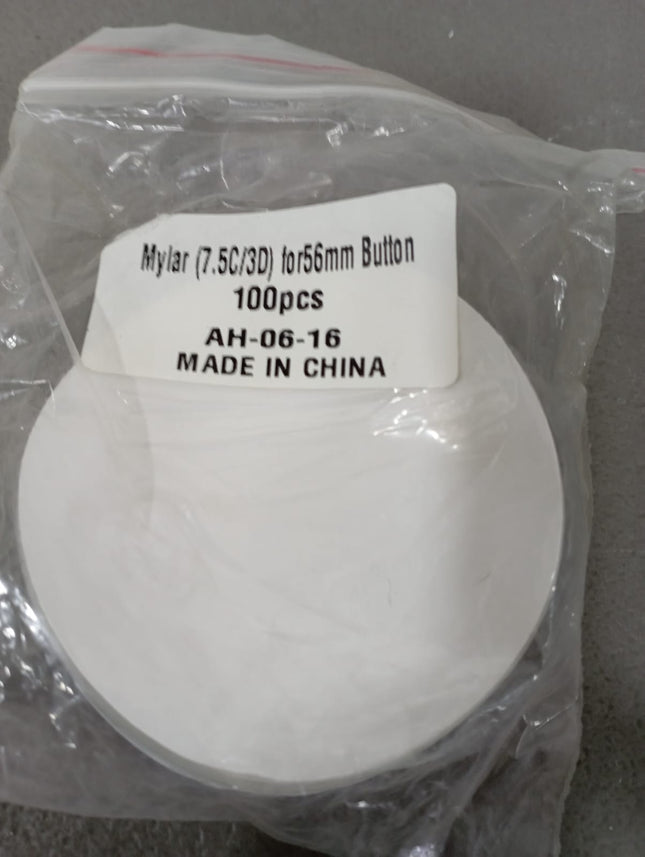 Mylar (7.5C/3D) for56mm Button
100pcs
AH-06-16
MADE IN CHINA